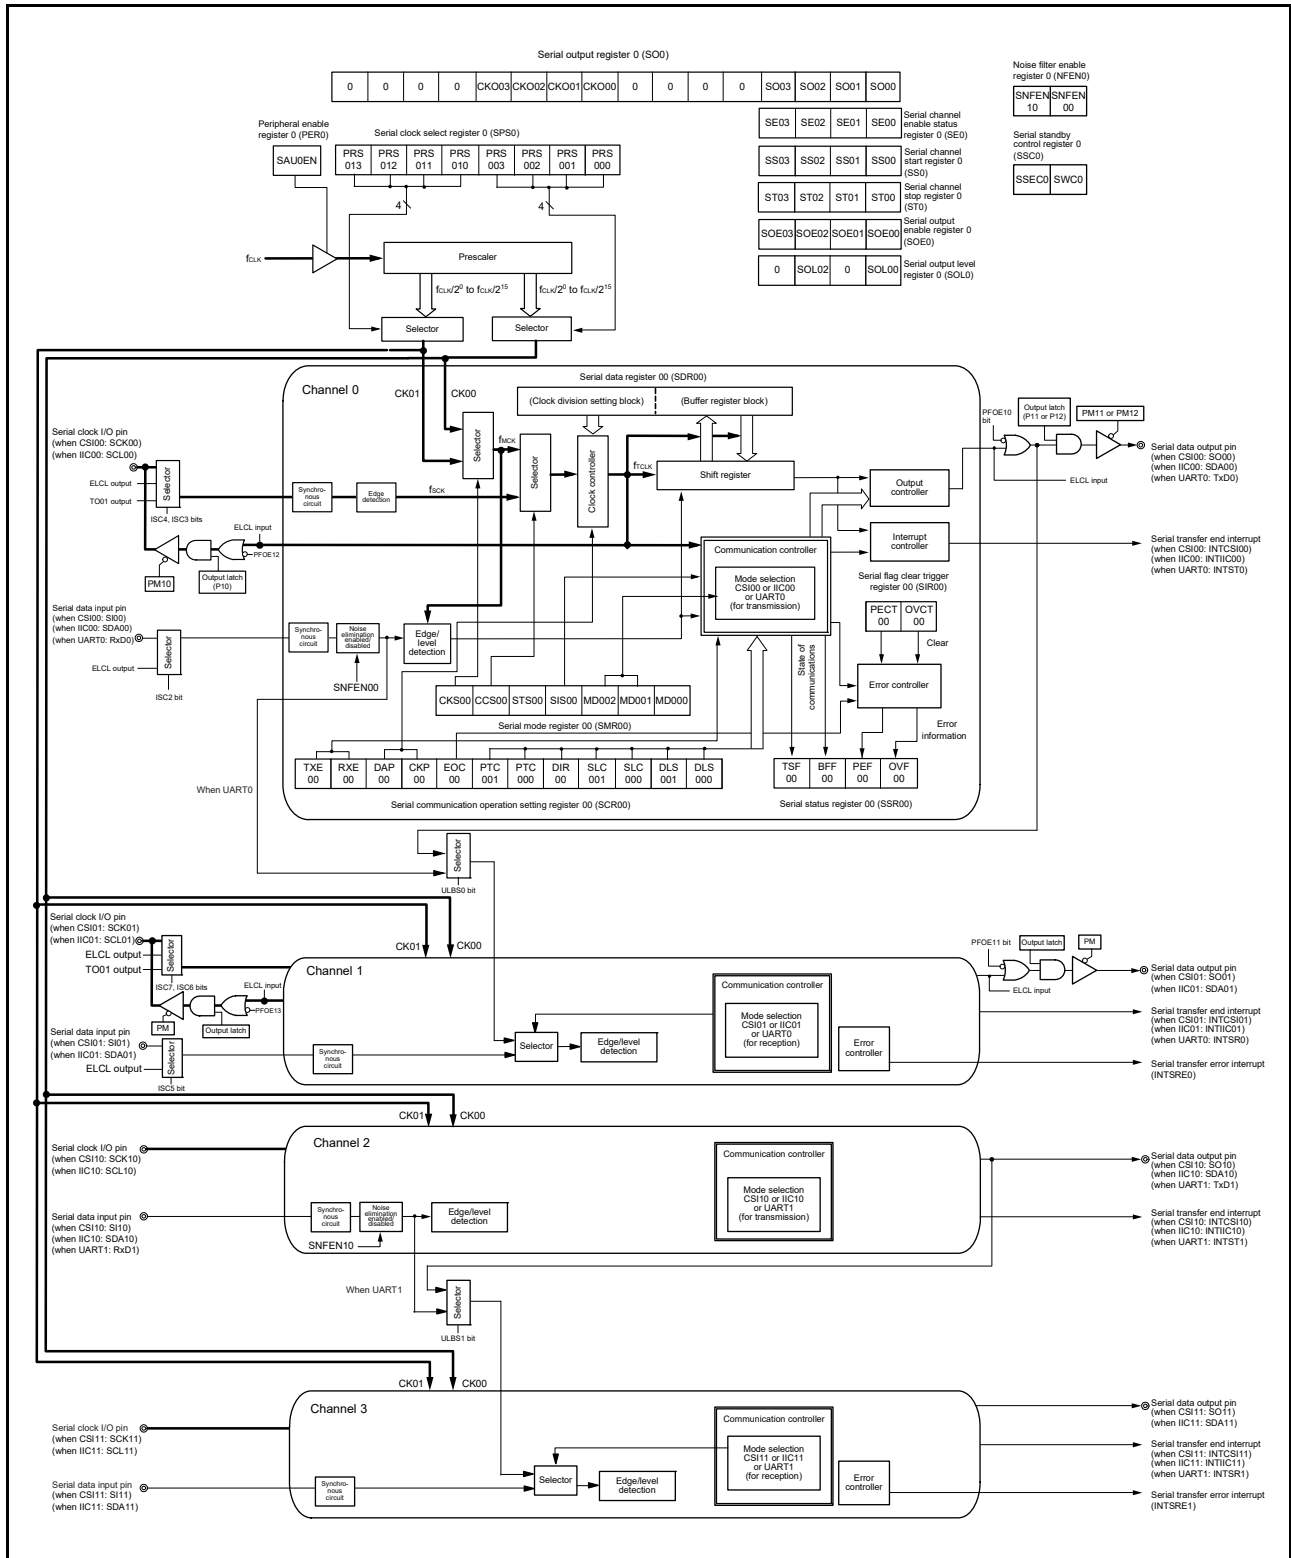 Serial output register 0 (SO0)
0 0 0 0 CKO03 CKO02 CKO01 CKO00 0 0 0 0 SO03 SO02 SO01 SO00
Noise filter enable
register 0 (NFEN0)
SNFEN SNFEN
10 00
Peripheral enable
register 0 (PER0)
SAU0EN
Serial clock select register 0 (SPS0)
PRS PRS PRS PRS PRS PRS PRS PRS
013 012 011 010 003 002 001 000
4
4
SE03 SE02 SE01 SE00
Serial channel
enable status
register 0 (SE0)
SS03 SS02 SS01 SS00
Serial channel
start register 0
(SS0)
ST03 ST02 ST01 ST00
Serial channel
stop register 0
(ST0)
SOE03 SOE02 SOE01 SOE00
Serial output
enable register 0
(SOE0)
0 SOL02 0 SOL00
Serial output level
register 0 (SOL0)
Serial standby
control register 0
(SSC0)
SSEC0 SWC0
fCLK
Prescaler
fCLK/2⁰ to fCLK/2¹⁵
fCLK/2⁰ to fCLK/2¹⁵
Selector
Selector
Channel 0
CK01
CK00
Serial data register 00 (SDR00)
(Clock division setting block)
(Buffer register block)
Selector
fMCK
Selector
Clock controller
fTCLK
Shift register
Output
controller
Interrupt
controller
PFOE10
bit
Output latch
(P11 or P12)
PM11 or PM12
ELCL input
Serial data output pin
(when CSI00: SO00)
(when IIC00: SDA00)
(when UART0: TxD0)
Serial transfer end interrupt
(when CSI00: INTCSI00)
(when IIC00: INTIIC00)
(when UART0: INTST0)
Serial clock I/O pin
(when CSI00: SCK00)
(when IIC00: SCL00)
ELCL output
TO01 output
Selector
ISC4, ISC3 bits
Synchro-
nous
circuit
Edge
detection
fSCK
ELCL input
PFOE12
PM10
Output latch
(P10)
Communication controller
Mode selection
CSI00 or IIC00
or UART0
(for transmission)
Serial flag clear trigger
register 00 (SIR00)
PECT OVCT
00 00
Clear
Error controller
Error
information
State of
communications
Serial data input pin
(when CSI00: SI00)
(when IIC00: SDA00)
(when UART0: RxD0)
ELCL output
Selector
ISC2 bit
Synchro-
nous
circuit
Noise
elimination
enabled/
disabled
SNFEN00
Edge/
level
detection
CKS00 CCS00 STS00 SIS00 MD002 MD001 MD000
Serial mode register 00 (SMR00)
TXE RXE DAP CKP EOC PTC PTC DIR SLC SLC DLS DLS
00 00 00 00 00 001 000 00 001 000 001 000
Serial communication operation setting register 00 (SCR00)
TSF BFF PEF OVF
00 00 00 00
Serial status register 00 (SSR00)
When UART0
Selector
ULBS0 bit
Serial clock I/O pin
(when CSI01: SCK01)
(when IIC01: SCL01)
ELCL output
TO01 output
Selector
ISC7, ISC6 bits
ELCL input
PFOE13
PM
Output latch
CK01
CK00
Channel 1
Communication controller
Mode selection
CSI01 or IIC01
or UART0
(for reception)
Error
controller
PFOE11 bit
Output latch
PM
ELCL input
Serial data output pin
(when CSI01: SO01)
(when IIC01: SDA01)
Serial transfer end interrupt
(when CSI01: INTCSI01)
(when IIC01: INTIIC01)
(when UART0: INTSR0)
Serial transfer error interrupt
(INTSRE0)
Serial data input pin
(when CSI01: SI01)
(when IIC01: SDA01)
ELCL output
Selector
ISC5 bit
Synchro-
nous
circuit
Selector
Edge/level
detection
CK01
CK00
Channel 2
Serial clock I/O pin
(when CSI10: SCK10)
(when IIC10: SCL10)
Serial data input pin
(when CSI10: SI10)
(when IIC10: SDA10)
(when UART1: RxD1)
Synchro-
nous
circuit
Noise
elimination
enabled/
disabled
SNFEN10
Edge/level
detection
Communication controller
Mode selection
CSI10 or IIC10
or UART1
(for transmission)
Serial data output pin
(when CSI10: SO10)
(when IIC10: SDA10)
(when UART1: TxD1)
Serial transfer end interrupt
(when CSI10: INTCSI10)
(when IIC10: INTIIC10)
(when UART1: INTST1)
When UART1
Selector
ULBS1 bit
CK01
CK00
Channel 3
Serial clock I/O pin
(when CSI11: SCK11)
(when IIC11: SCL11)
Serial data input pin
(when CSI11: SI11)
(when IIC11: SDA11)
Synchro-
nous
circuit
Selector
Edge/level
detection
Communication controller
Mode selection
CSI11 or IIC11
or UART1
(for reception)
Error
controller
Serial data output pin
(when CSI11: SO11)
(when IIC11: SDA11)
Serial transfer end interrupt
(when CSI11: INTCSI11)
(when IIC11: INTIIC11)
(when UART1: INTSR1)
Serial transfer error interrupt
(INTSRE1)